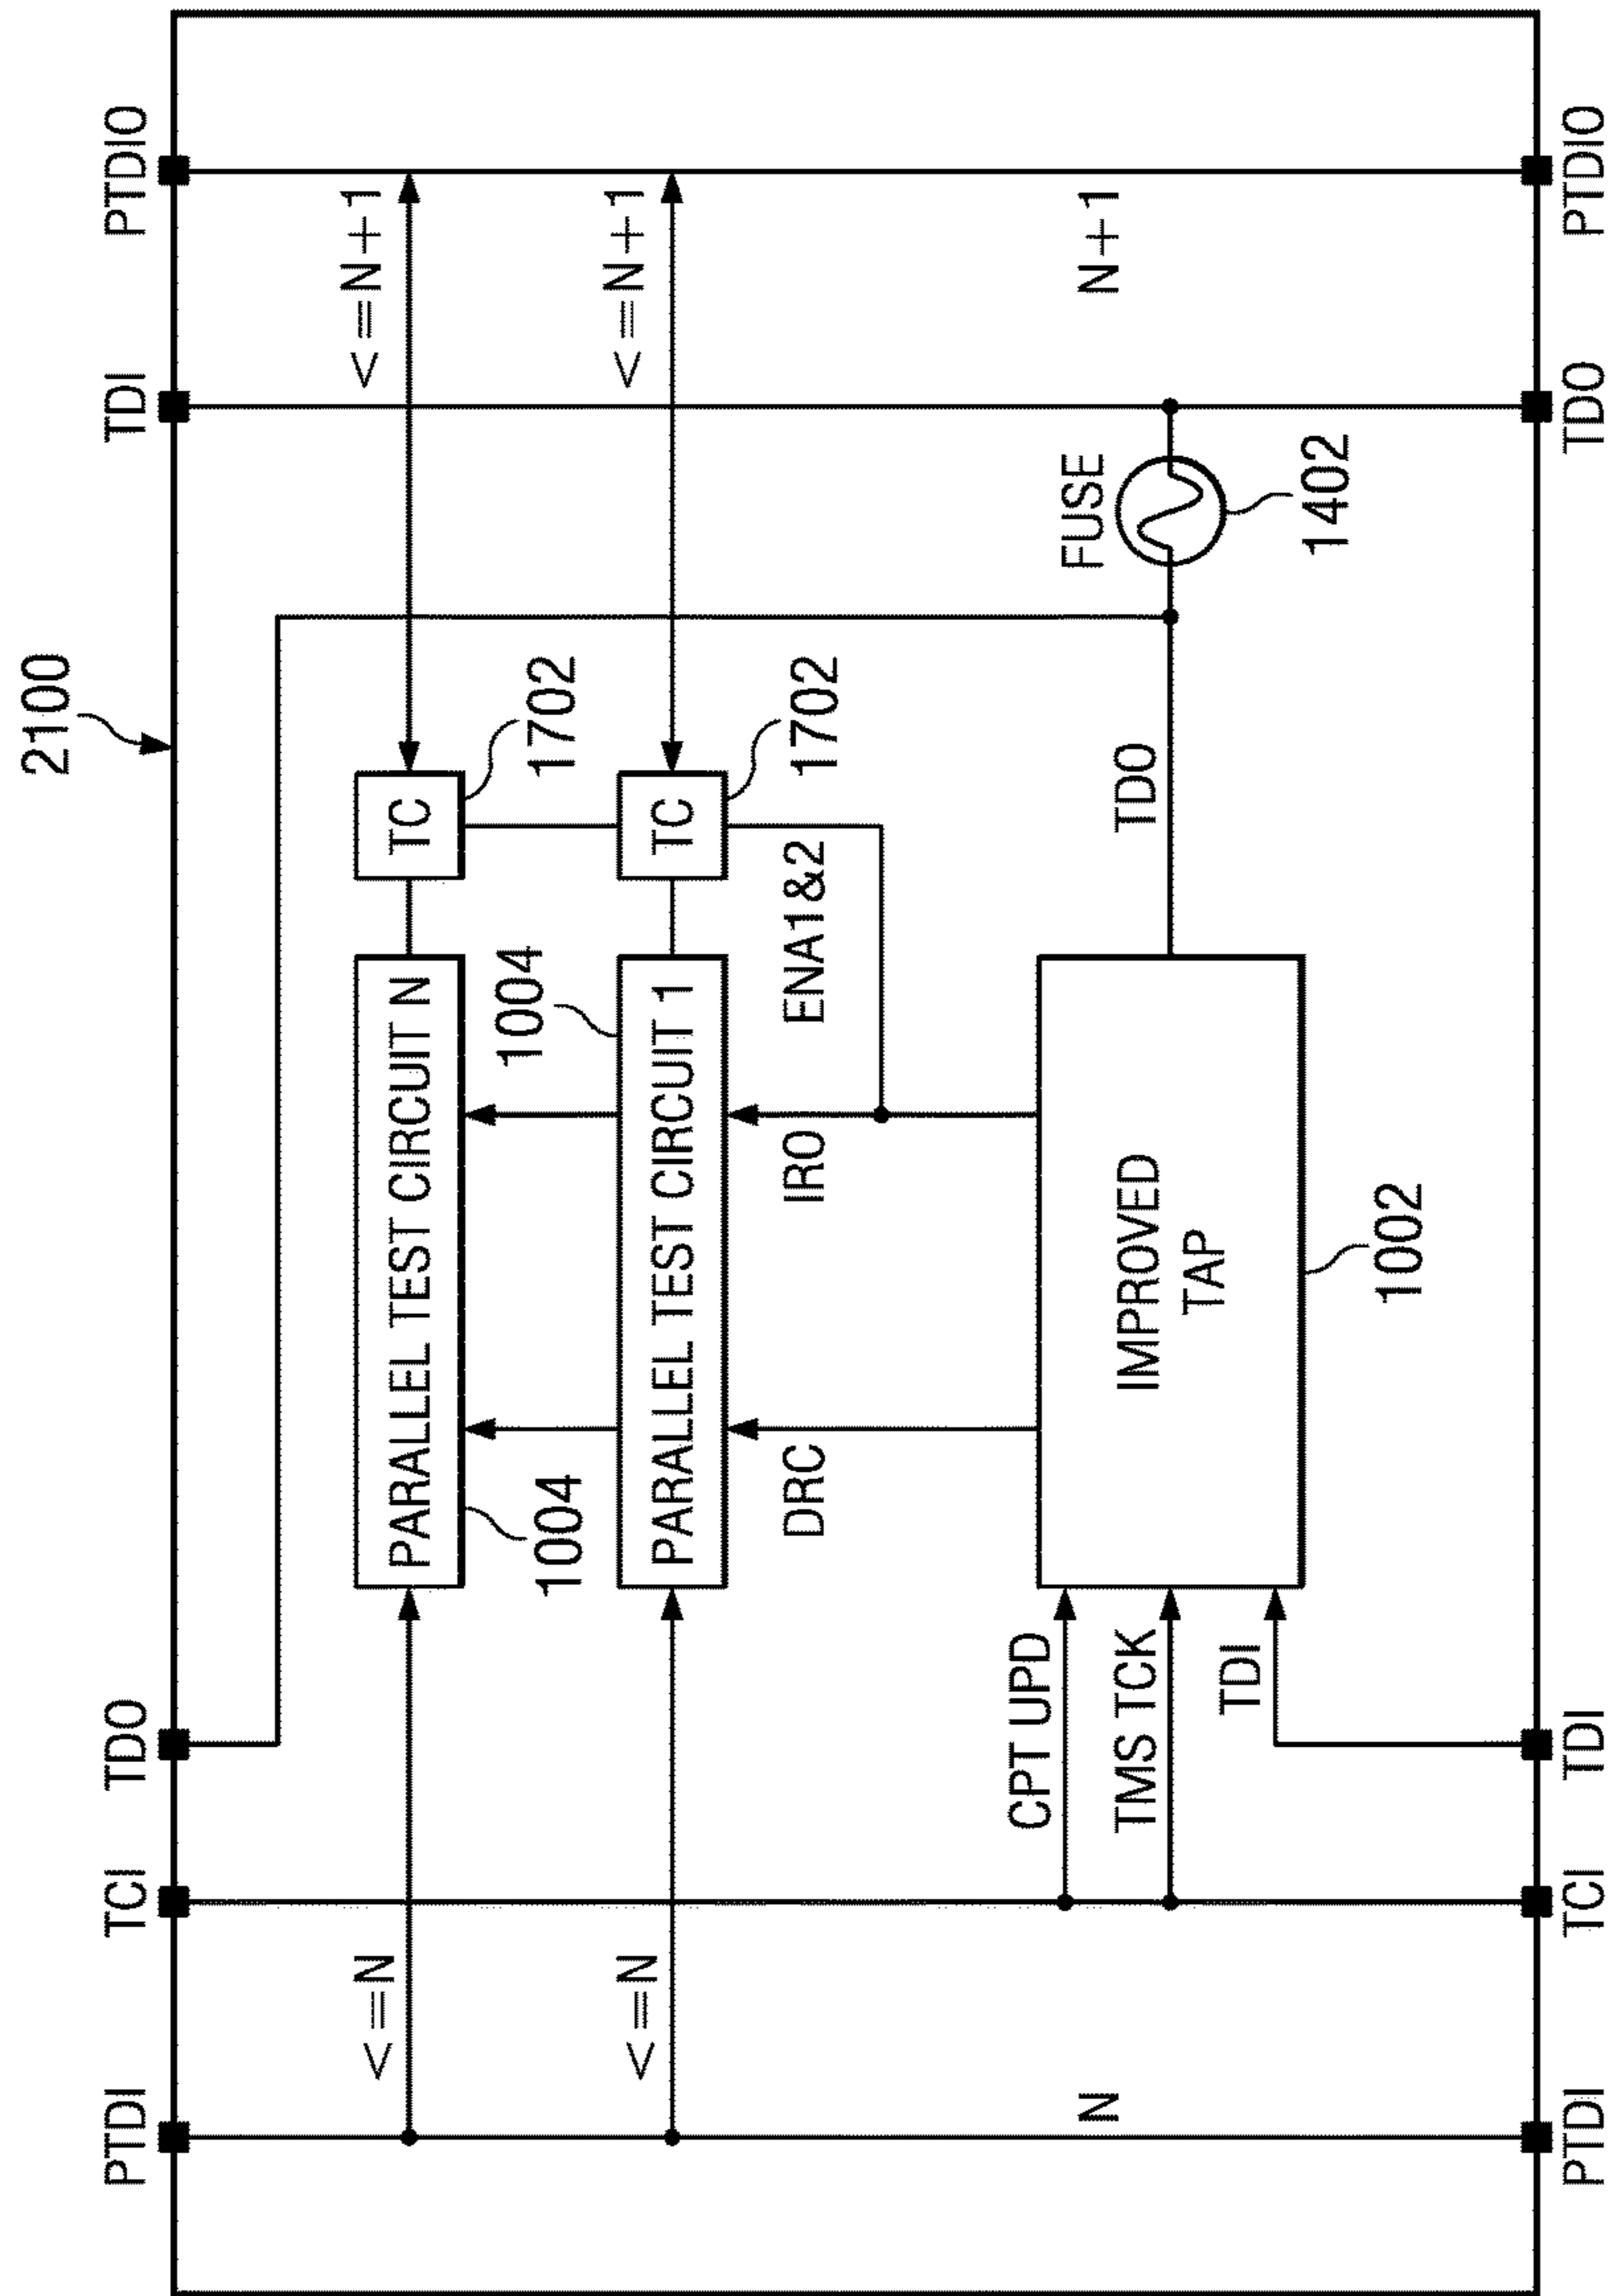 2100
PTDI
TCI
TDO
TDI
PTDIO
<=N
<=N+1
PARALLEL TEST CIRCUIT N
TC
1004
1004
1702
<=N
<=N+1
PARALLEL TEST CIRCUIT 1
TC
DRC
IRO
ENA1&2
1702
CPT UPD
FUSE
N
N+1
TMS TCK
IMPROVED
TAP
TDO
TDI
1402
1002
PTDI
TCI
TDI
TDO
PTDIO